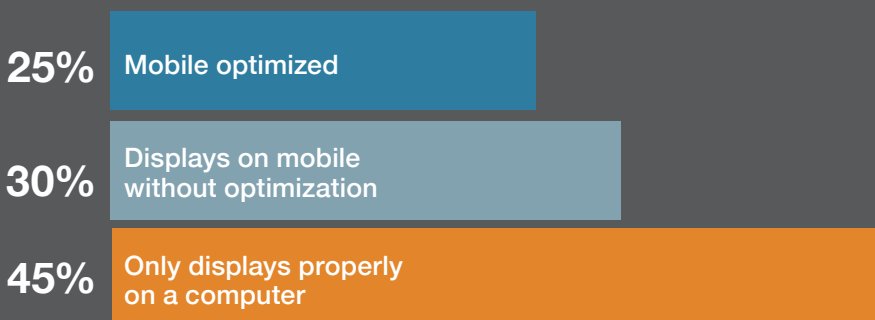 25% Mobile optimized
30% Displays on mobile
without optimization
45% Only displays properly
on a computer